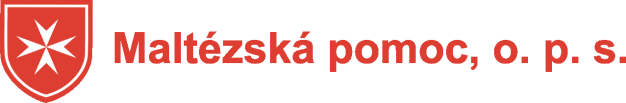 Maltézská pomoc, o. p. s.